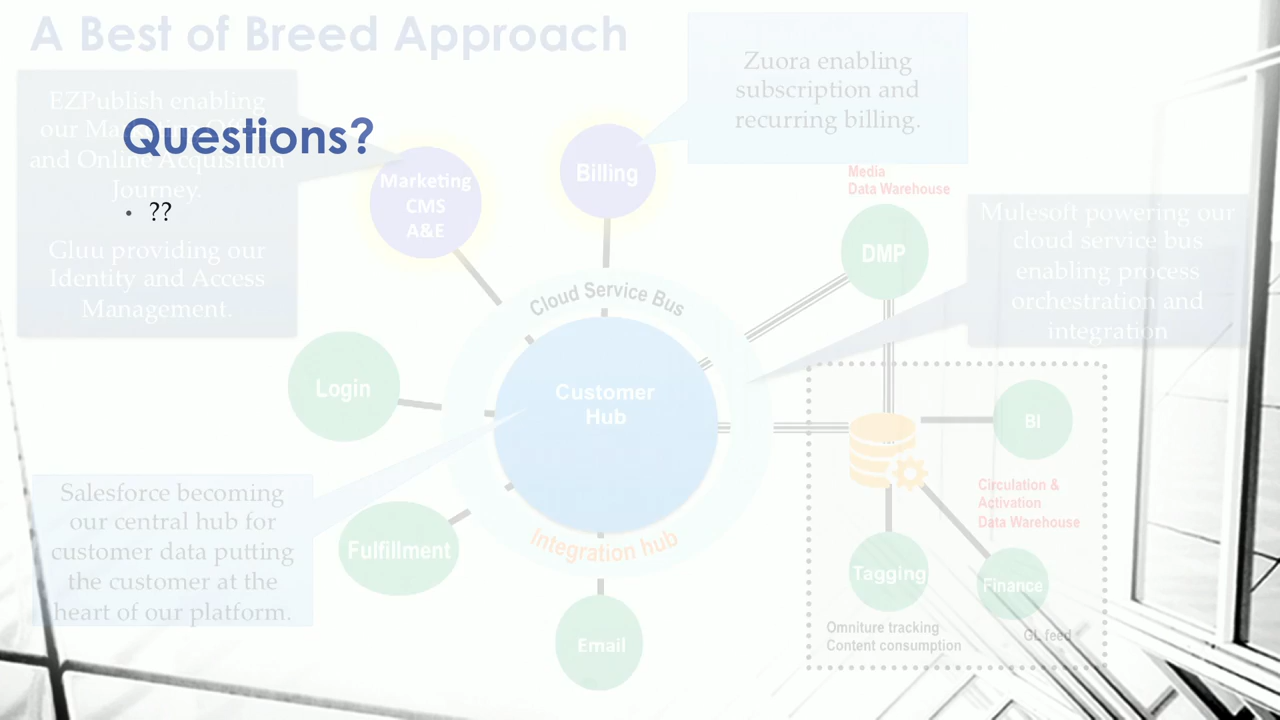 A Best of Breed Approach
Zuora enabling
subscription and
recurring billing.
EZPublish enabling
our
and Online Acquisition
Journey.
Gluu providing our
Identity and Access
Management.
Questions?
• ??
Marketing
CMS
A&E
Billing
Media
Data Warehouse
DMP
Mulesoft powering our
cloud service bus
enabling process
orchestration and
integration
Cloud Service Bus
Login
Customer
Hub
BI
Circulation &
Activation
Data Warehouse
Salesforce becoming
our central hub for
customer data putting
the customer at the
heart of our platform.
Fulfillment
Integration hub
Tagging
Finance
Omniture tracking
Content consumption
GL feed
Email